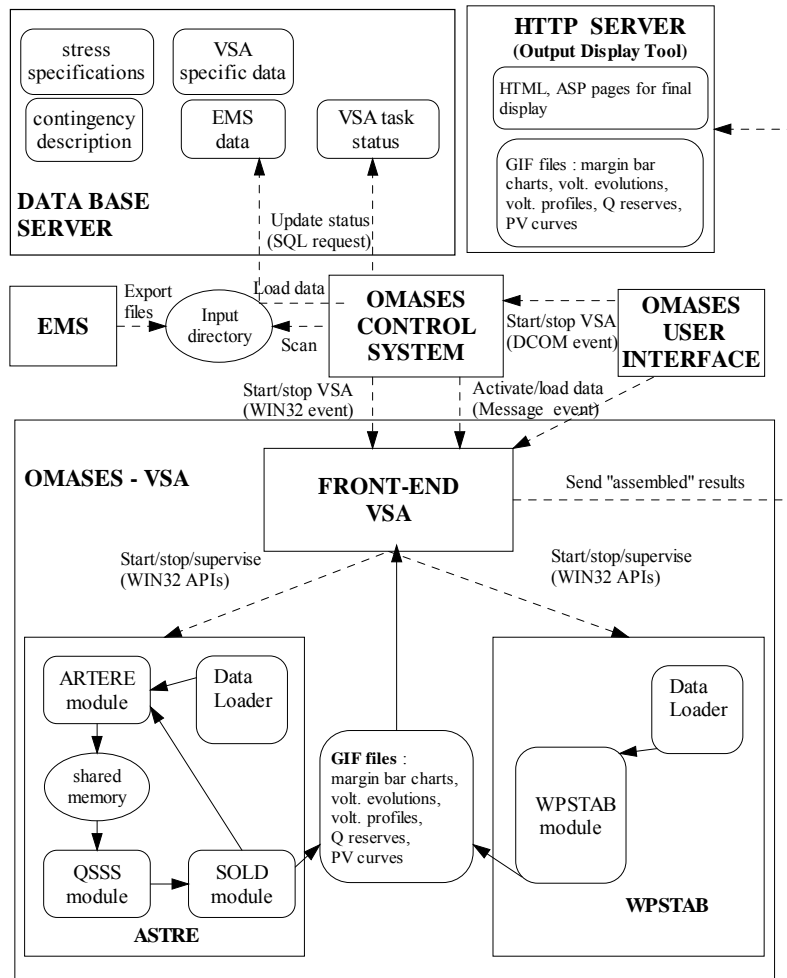 stress
specifications
VSA
specific data
contingency
description
EMS
data
VSA task
status
DATA BASE
SERVER
Update status
(SQL request)
HTTP SERVER
(Output Display Tool)
HTML, ASP pages for final
display
GIF files : margin bar
charts, volt. evolutions,
volt. profiles, Q reserves,
PV curves
EMS
Export
files
Input
directory
Load data
Scan
OMASES
CONTROL
SYSTEM
Start/stop VSA
(DCOM event)
OMASES
USER
INTERFACE
Start/stop VSA
(WIN32 event)
Activate/load data
(Message event)
OMASES - VSA
FRONT-END
VSA
Send "assembled" results
Start/stop/supervise
(WIN32 APIs)
Start/stop/supervise
(WIN32 APIs)
ARTERE
module
Data
Loader
shared
memory
QSSS
module
SOLD
module
ASTRE
GIF files :
margin bar charts,
volt. evolutions,
volt. profiles,
Q reserves,
PV curves
Data
Loader
WPSTAB
module
WPSTAB